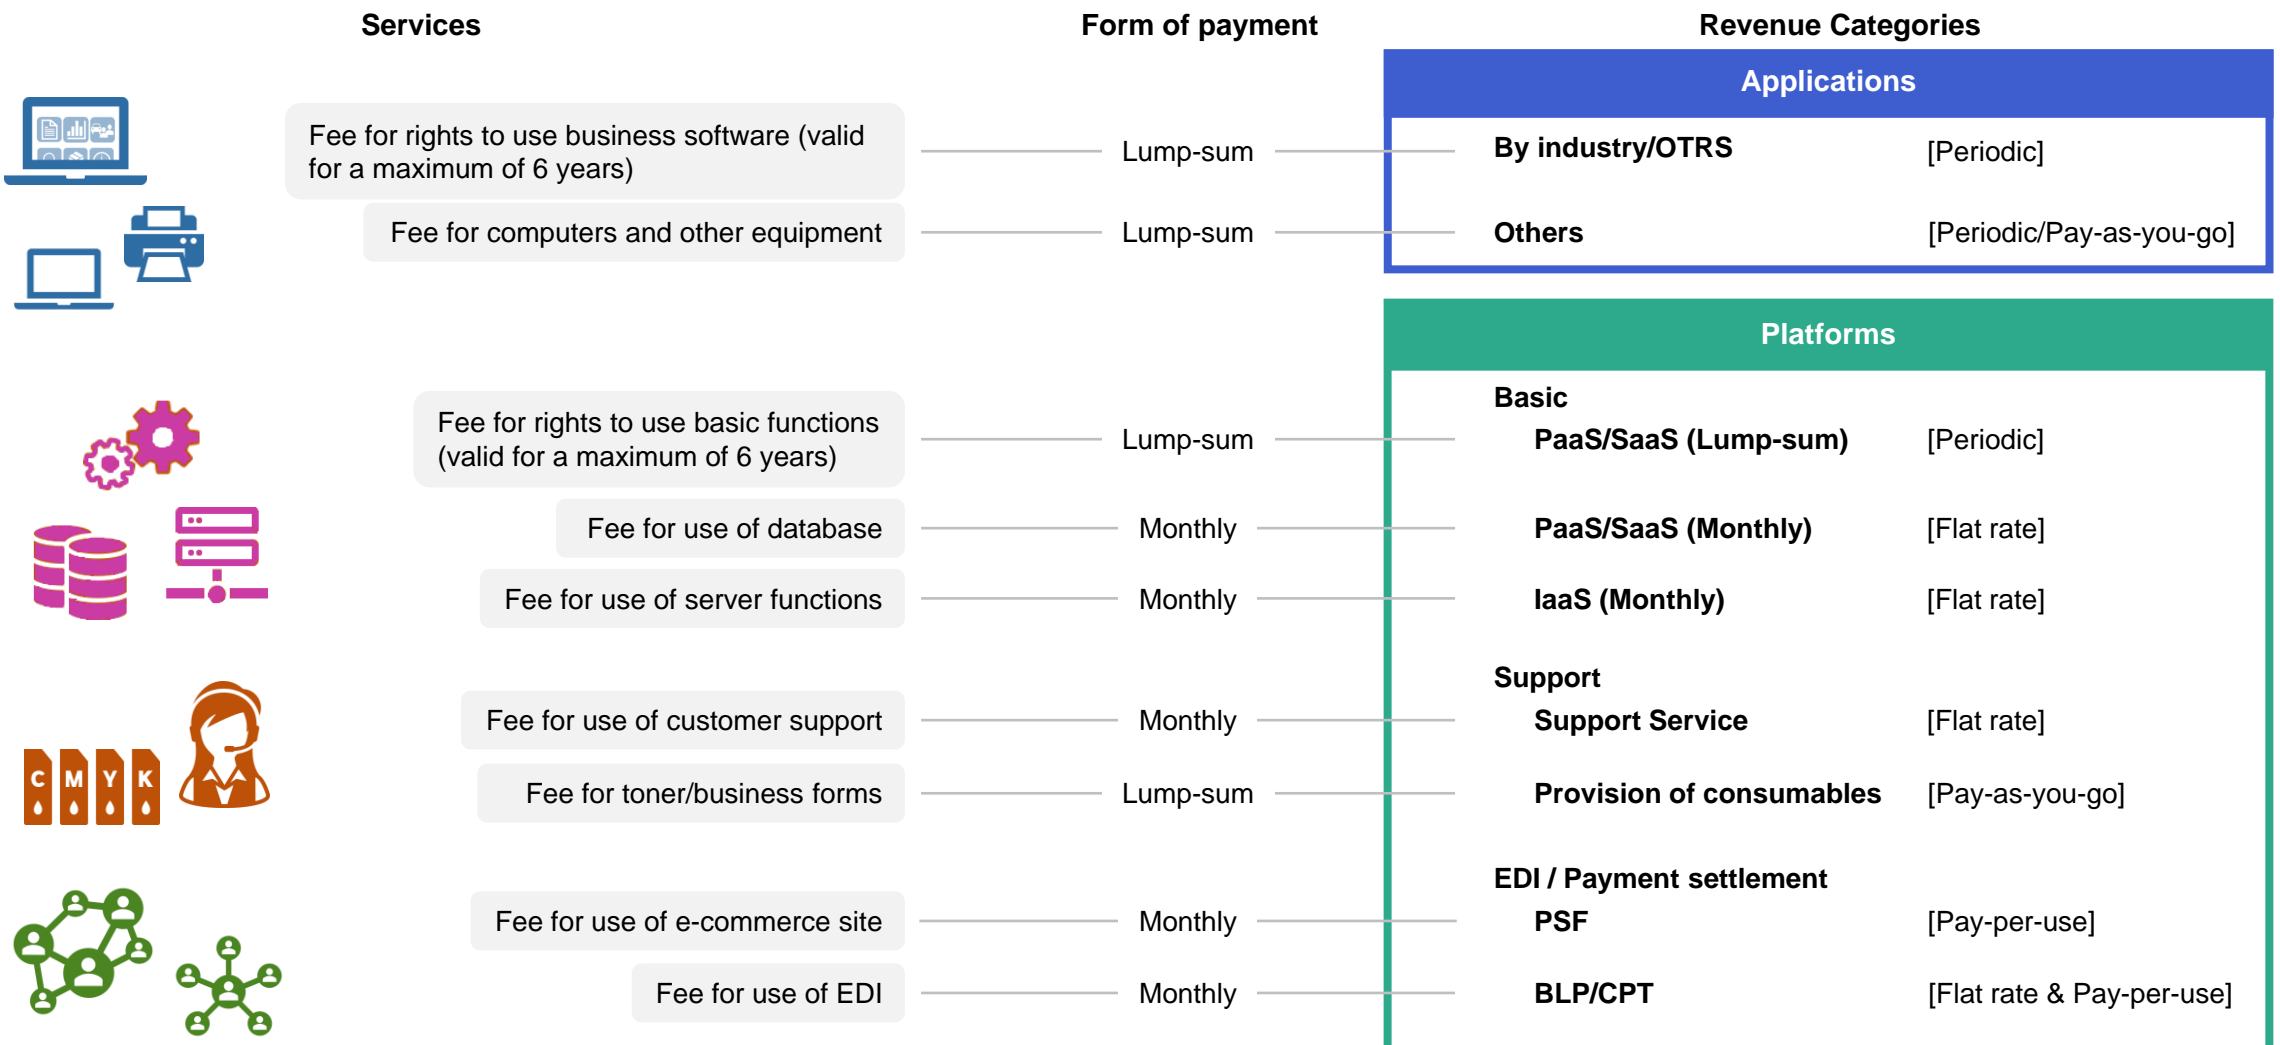 Services Form of payment Revenue Categories
Applications
Fee for rights to use business software (valid
for a maximum of 6 years)
Lump-sum
By industry/OTRS [Periodic]
Fee for computers and other equipment Lump-sum Others [Periodic/Pay-as-you-go]
Platforms
Basic
Fee for rights to use basic functions
(valid for a maximum of 6 years)
Lump-sum
PaaS/SaaS (Lump-sum) [Periodic]
Fee for use of database Monthly PaaS/SaaS (Monthly) [Flat rate]
Fee for use of server functions Monthly IaaS (Monthly) [Flat rate]
Support
Fee for use of customer support Monthly Support Service [Flat rate]
C M Y K
Fee for toner/business forms Lump-sum Provision of consumables [Pay-as-you-go]
EDI / Payment settlement
Fee for use of e-commerce site Monthly PSF [Pay-per-use]
Fee for use of EDI Monthly BLP/CPT [Flat rate & Pay-per-use]